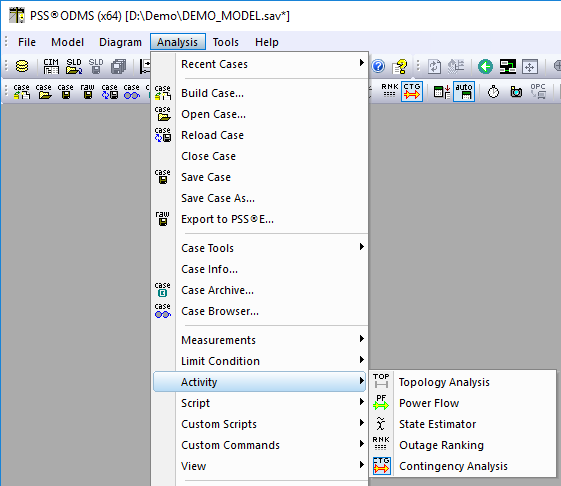 PSS®ODMS (x64) [D:\Demo\DEMO_MODEL.sav*]
File Model Diagram Analysis Tools Help
CIM SLD SLD
case case case raw case case RNK CTG auto OPC
Recent Cases
case Build Case...
case Open Case...
case Reload Case
Close Case
case Save Case
Save Case As...
raw Export to PSS®E...
Case Tools
Case Info...
case Case Archive...
case Case Browser...
Measurements
Limit Condition
Activity
Script
Custom Scripts
Custom Commands
View
TOP Topology Analysis
PF Power Flow
x̃ State Estimator
RNK Outage Ranking
CTG Contingency Analysis